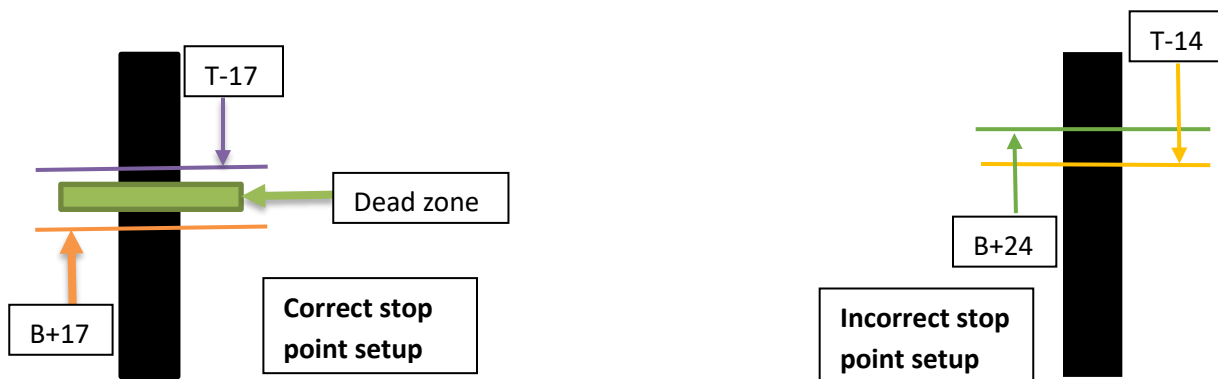 T-17
Dead zone
B+17
Correct stop
point setup
T-14
B+24
Incorrect stop
point setup